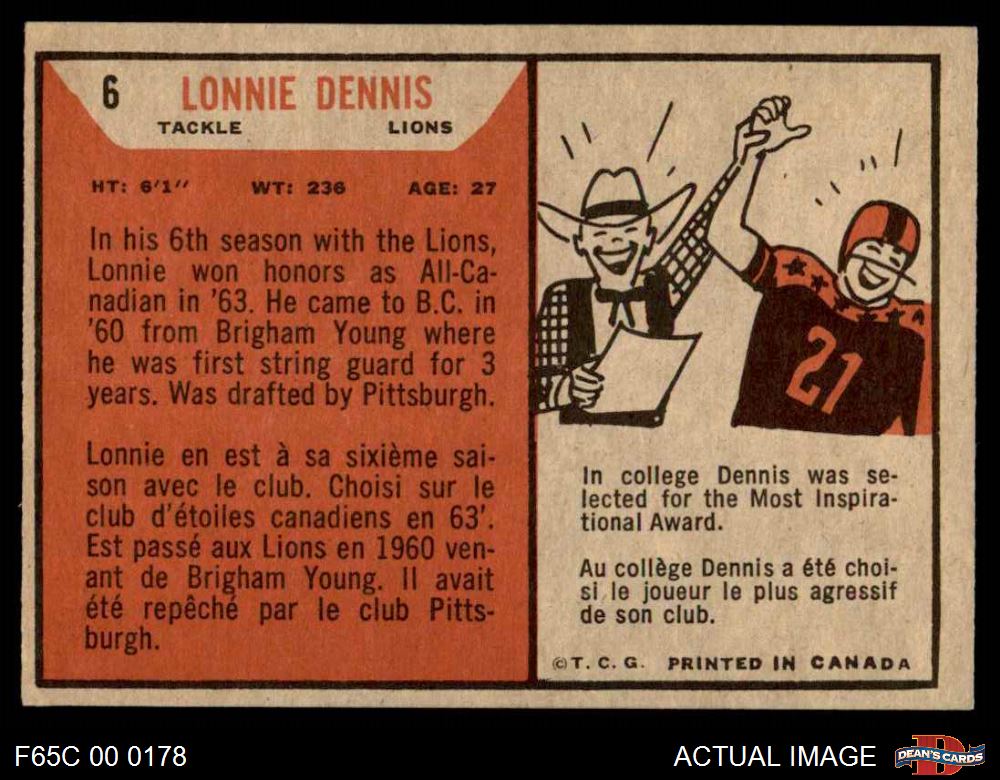 6 LONNIE DENNIS
TACKLE LIONS
HT: 6'1" WT: 236 AGE: 27
In his 6th season with the Lions,
Lonnie won honors as All-Ca-
nadian in '63. He came to B.C. in
'60 from Brigham Young where
he was first string guard for 3
years. Was drafted by Pittsburgh.
Lonnie en est à sa sixième sai-
son avec le club. Choisi sur le
club d'étoiles canadiens en 63'.
Est passé aux Lions en 1960 ven-
ant de Brigham Young. Il avait
été repêché par le club Pitts-
burgh.
21
In college Dennis was se-
lected for the Most Inspira-
tional Award.
Au collège Dennis a été choi-
si le joueur le plus agressif
de son club.
© T. C. G. PRINTED IN CANADA
F65C 00 0178
ACTUAL IMAGE
DEAN'S CARDS